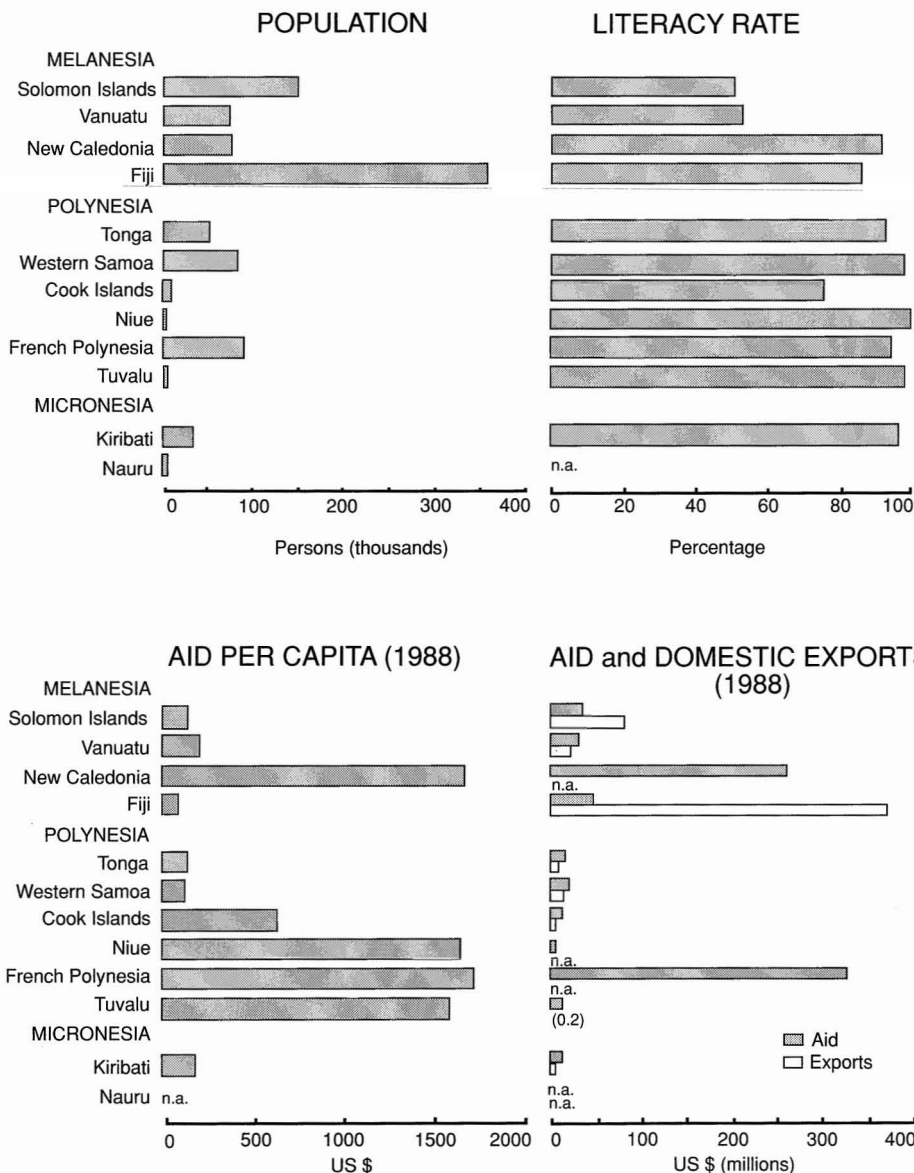 POPULATION
LITERACY RATE
MELANESIA
Solomon Islands
Vanuatu
New Caledonia
Fiji
POLYNESIA
Tonga
Western Samoa
Cook Islands
Niue
French Polynesia
Tuvalu
MICRONESIA
Kiribati
Nauru
n.a.
0 100 200 300 400
0 20 40 60 80 100
Persons (thousands)
Percentage
AID PER CAPITA (1988)
AID and DOMESTIC EXPORTS
(1988)
MELANESIA
Solomon Islands
Vanuatu
New Caledonia
n.a.
Fiji
POLYNESIA
Tonga
Western Samoa
Cook Islands
Niue
n.a.
French Polynesia
n.a.
Tuvalu
(0.2)
MICRONESIA
Aid
Exports
Kiribati
Nauru n.a.
n.a.
n.a.
0 500 1000 1500 2000
0 100 200 300 400
US $
US $ (millions)